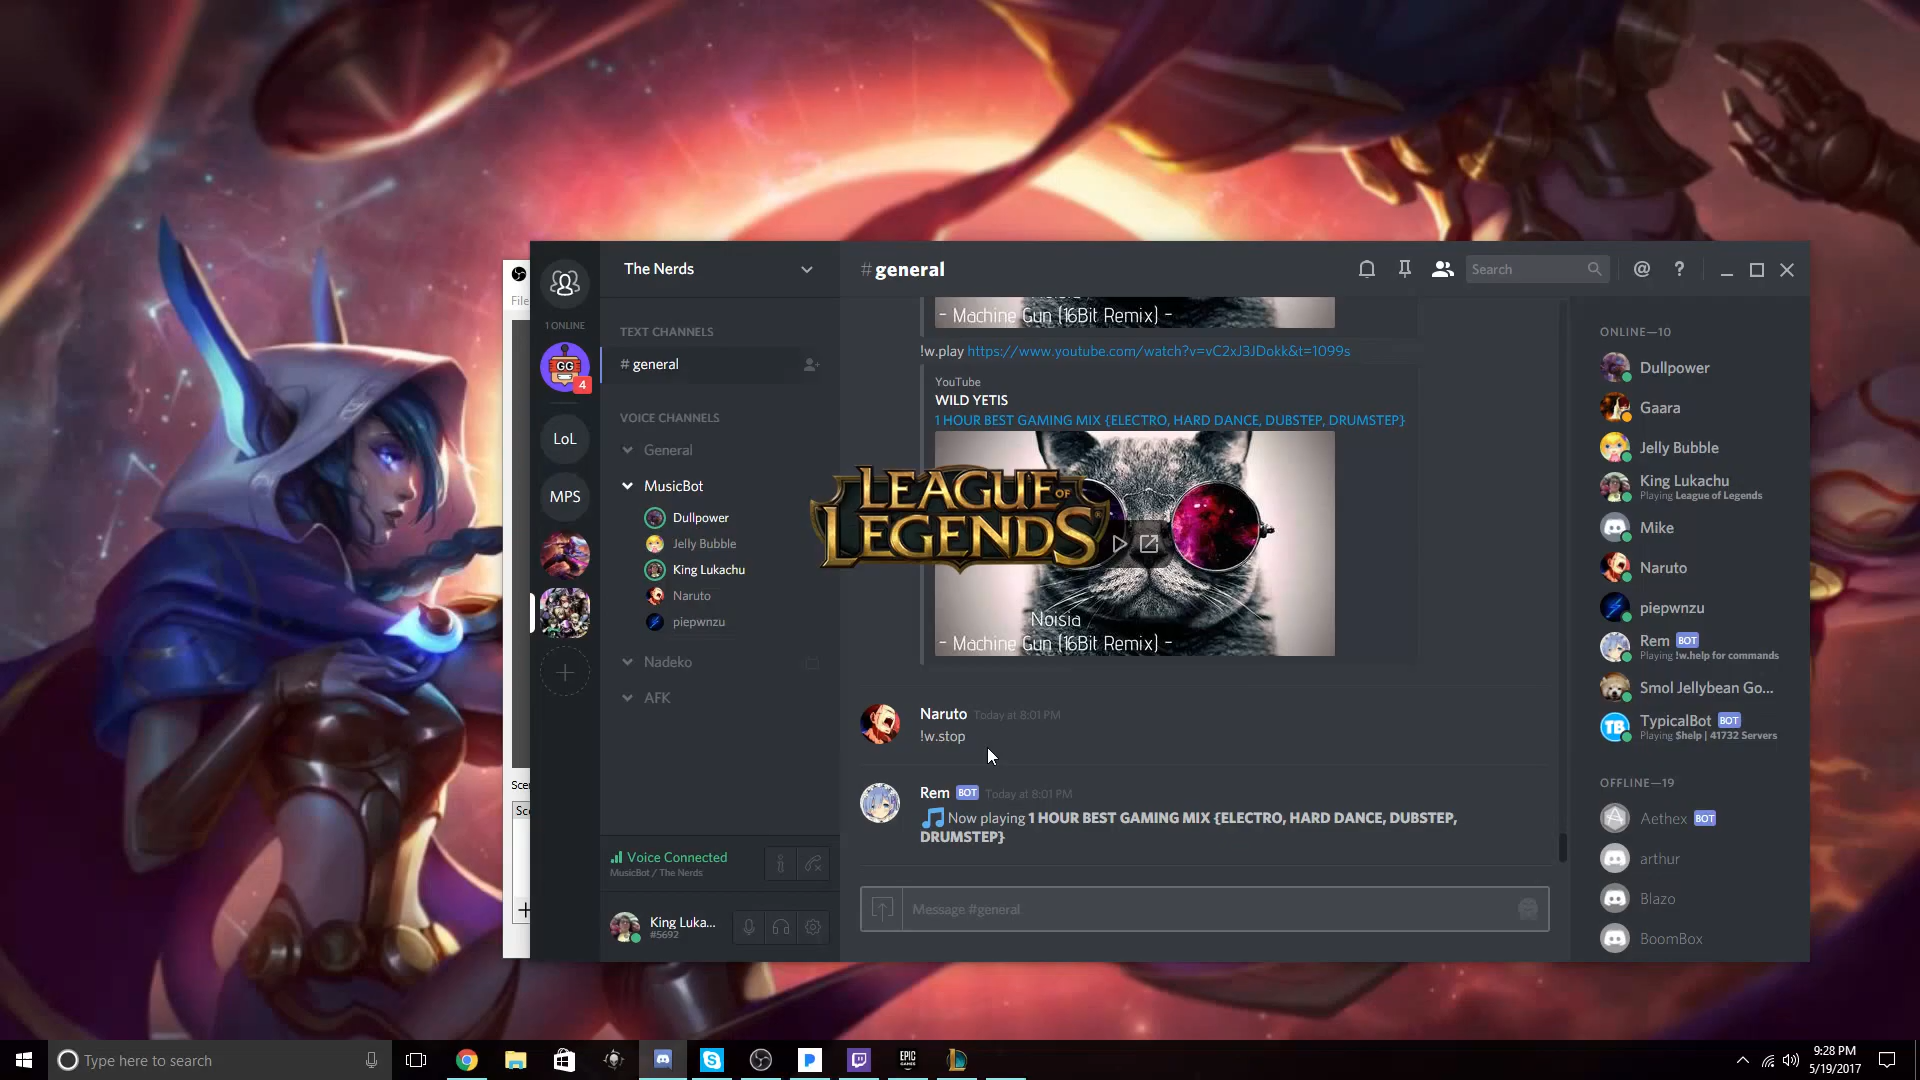 The Nerds
#general
Search
@
?
File
1 ONLINE
GG
4
LoL
MPS
TEXT CHANNELS
# general
VOICE CHANNELS
General
MusicBot
Dullpower
Jelly Bubble
King Lukachu
Naruto
piepwnzu
Nadeko
AFK
Voice Connected
MusicBot / The Nerds
King Luka...
#5692
- Machine Gun (16Bit Remix) -
!w.play https://www.youtube.com/watch?v=vC2xJ3JDokk&t=1099s
YouTube
WILD YETIS
1 HOUR BEST GAMING MIX {ELECTRO, HARD DANCE, DUBSTEP, DRUMSTEP}
LEAGUE OF
LEGENDS
Noisia
- Machine Gun (16Bit Remix) -
Naruto Today at 8:01 PM
!w.stop
Rem BOT Today at 8:01 PM
Now playing 1 HOUR BEST GAMING MIX {ELECTRO, HARD DANCE, DUBSTEP,
DRUMSTEP}
Message #general
ONLINE—10
Dullpower
Gaara
Jelly Bubble
King Lukachu
Playing League of Legends
Mike
Naruto
piepwnzu
Rem BOT
Playing !w.help for commands
Smol Jellybean Go...
TB
TypicalBot BOT
Playing $help | 41732 Servers
OFFLINE—19
Aethex BOT
arthur
Blazo
BoomBox
Type here to search
EPIC
GAMES
9:28 PM
5/19/2017